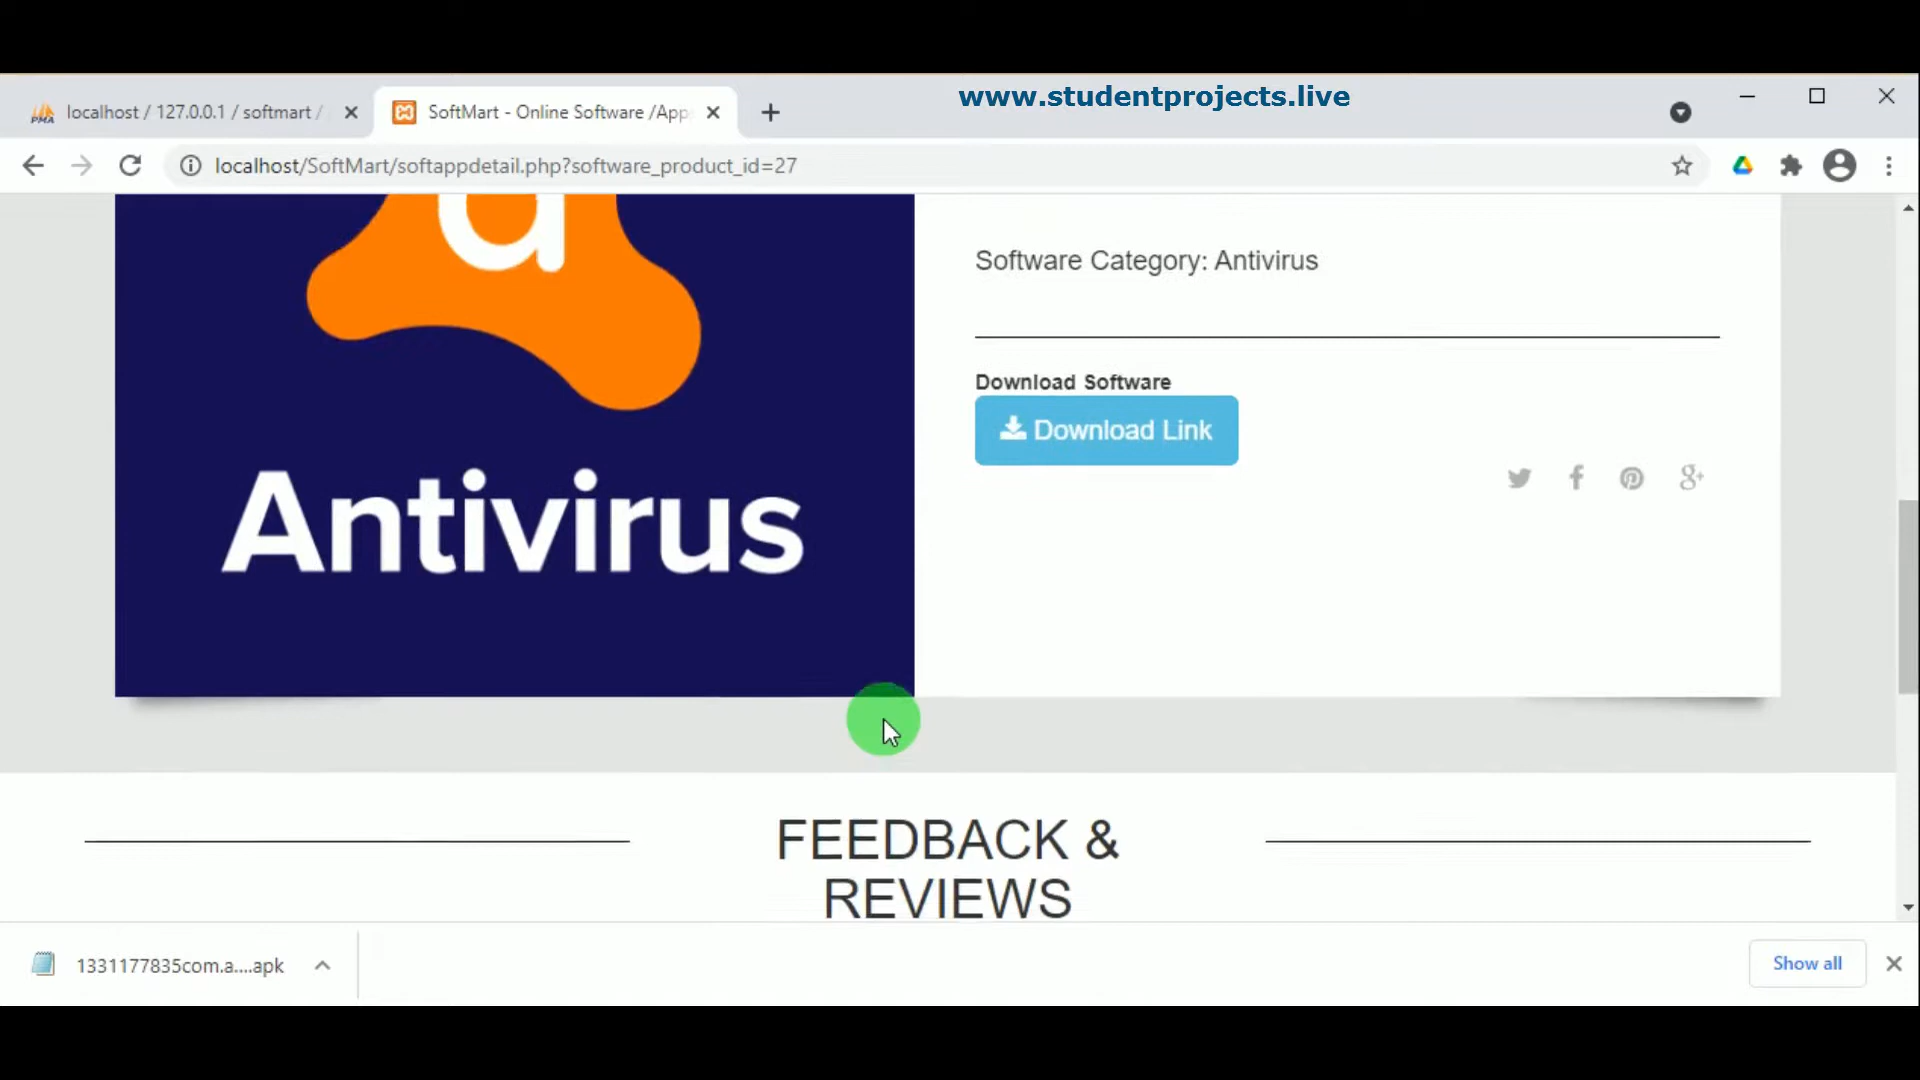 www.studentprojects.live
localhost / 127.0.0.1 / softmart /
SoftMart - Online Software /App
localhost/SoftMart/softappdetail.php?software_product_id=27
a
Antivirus
Software Category: Antivirus
Download Software
Download Link
FEEDBACK &
REVIEWS
1331177835com.a....apk
Show all